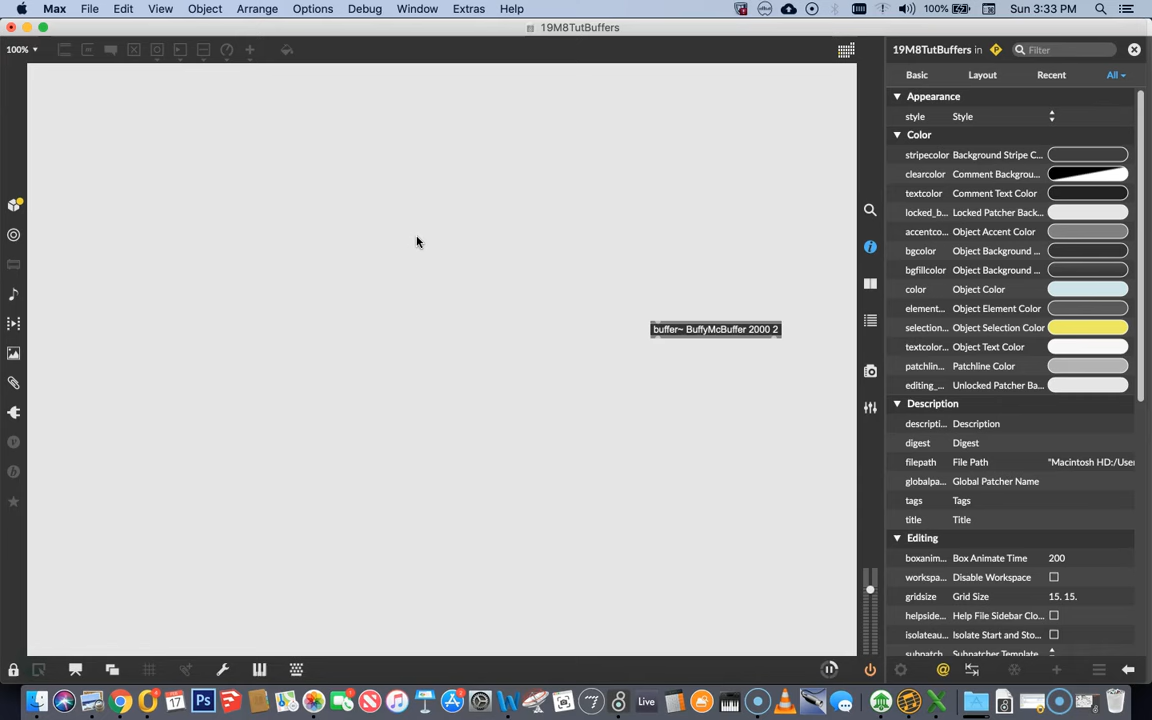 Max File Edit View Object Arrange Options Debug Window Extras Help 100% Sun 3:33 PM
19M8TutBuffers
100%
19M8TutBuffers in Filter
Basic Layout Recent All
Appearance
style Style
Color
stripecolor Background Stripe C...
clearcolor Comment Backgrou...
textcolor Comment Text Color
locked_b... Locked Patcher Back...
accentco... Object Accent Color
bgcolor Object Background ...
bgfillcolor Object Background ...
color Object Color
element... Object Element Color
selection... Object Selection Color
buffer~ BuffyMcBuffer 2000 2
textcolor... Object Text Color
patchlin... Patchline Color
editing_... Unlocked Patcher Ba...
Description
descripti... Description
digest Digest
filepath File Path "Macintosh HD:/User
globalpa... Global Patcher Name
tags Tags
title Title
Editing
boxanim... Box Animate Time 200
workspa... Disable Workspace
gridsize Grid Size 15. 15.
helpside... Help File Sidebar Clo...
isolateau... Isolate Start and Sto...
subpatch... Subpatcher Template
Ps Live
17